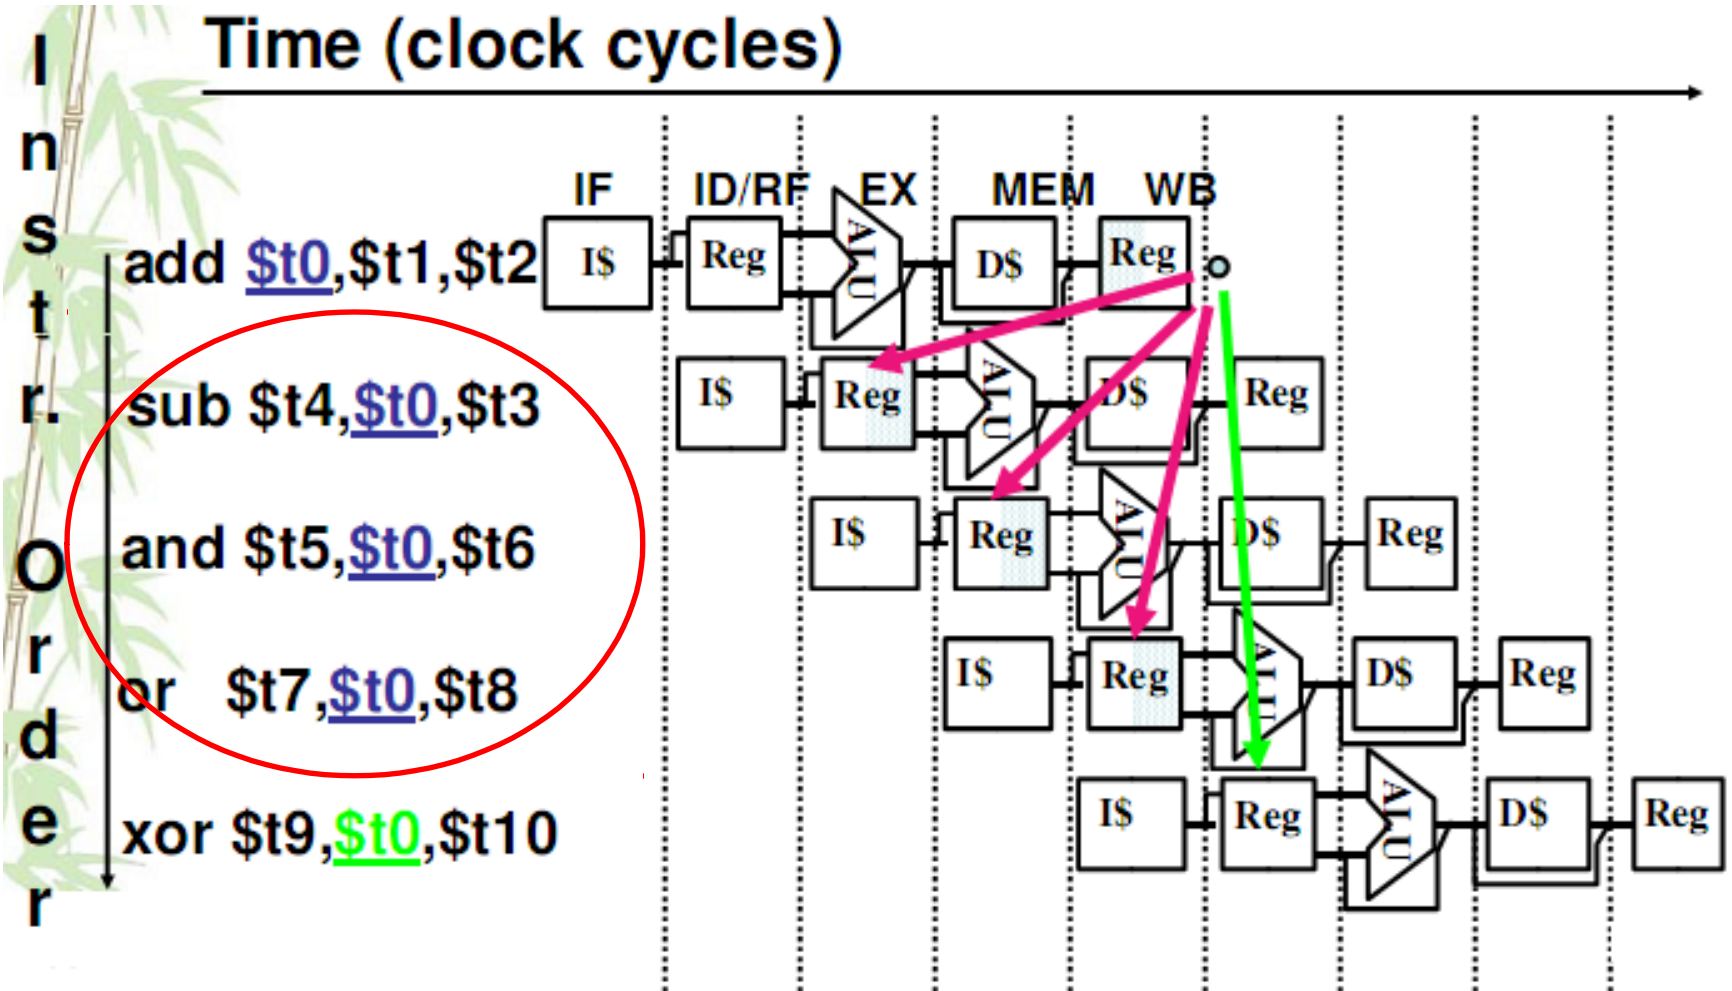 Time (clock cycles)
Instr. Order
IF ID/RF EX MEM WB
add $t0,$t1,$t2 I$ Reg ALU D$ Reg
sub $t4,$t0,$t3 I$ Reg ALU D$ Reg
and $t5,$t0,$t6 I$ Reg ALU D$ Reg
or $t7,$t0,$t8 I$ Reg ALU D$ Reg
xor $t9,$t0,$t10 I$ Reg ALU D$ Reg